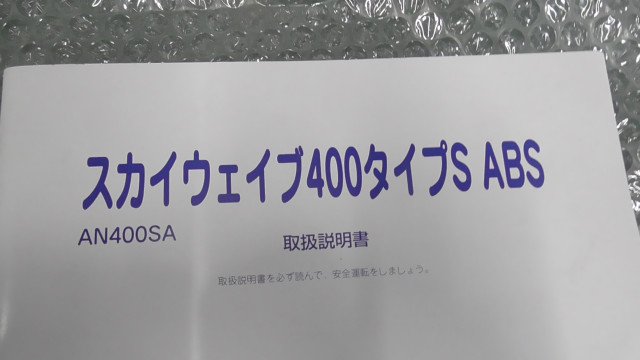 スカイウェイブ400タイプS ABS
AN400SA
取扱説明書
取扱説明書を必ず読んで、安全運転をしましょう。